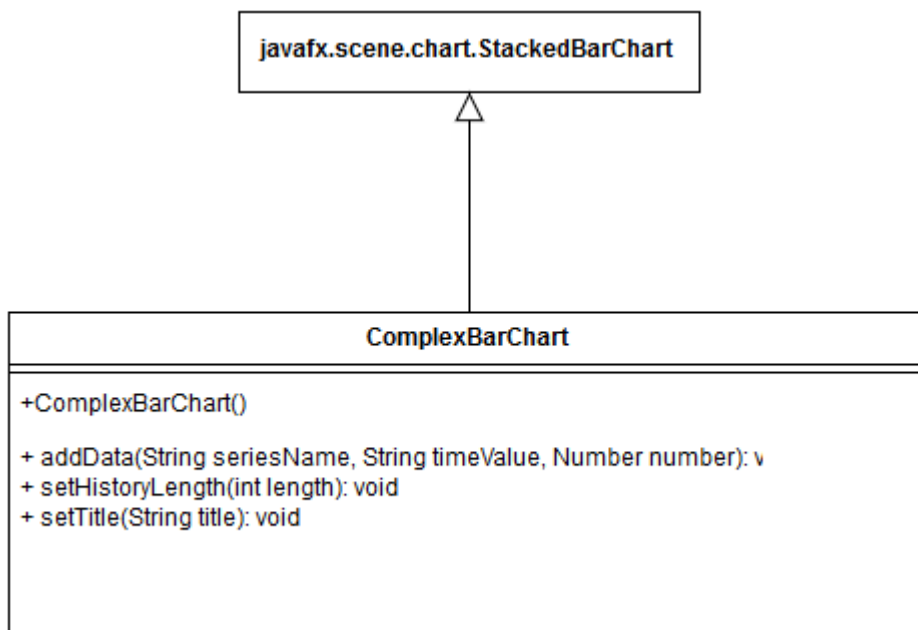 javafx.scene.chart.StackedBarChart
ComplexBarChart
+ComplexBarChart()
+ addData(String seriesName, String timeValue, Number number): v
+ setHistoryLength(int length): void
+ setTitle(String title): void